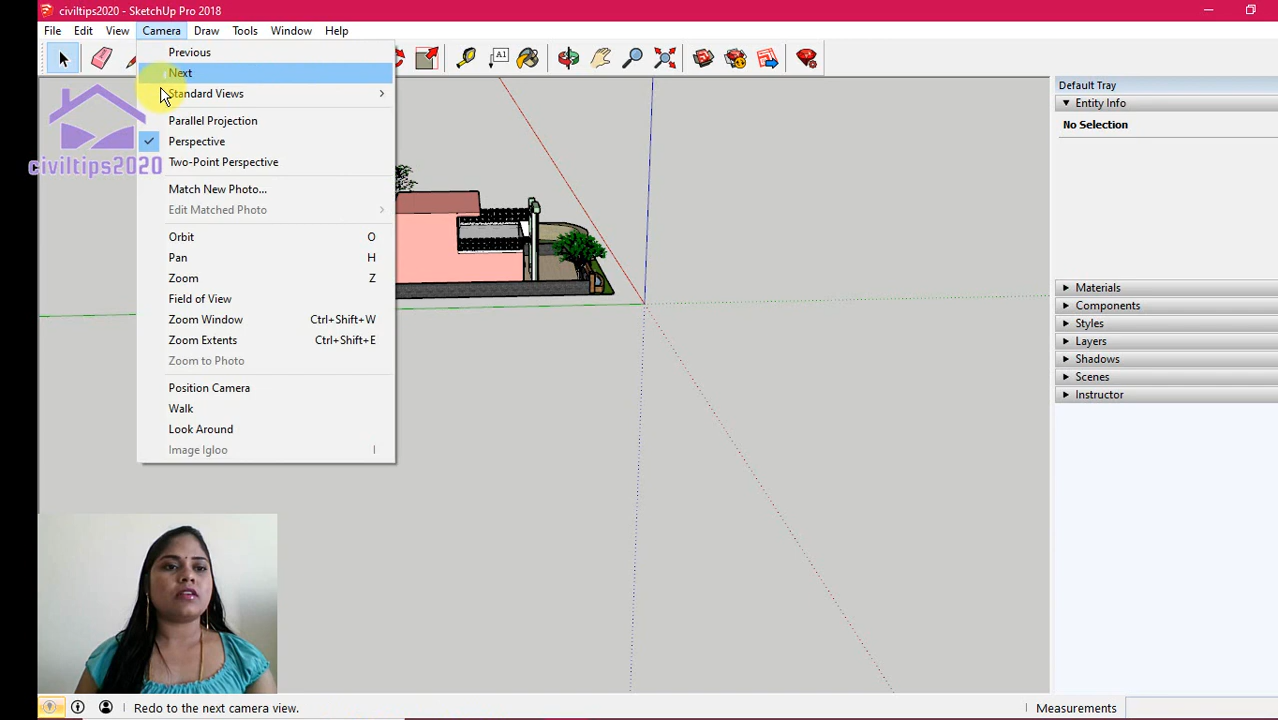 civiltips2020 - SketchUp Pro 2018
File Edit View Camera Draw Tools Window Help
Previous
Next
Standard Views
Parallel Projection
Perspective
Two-Point Perspective
Match New Photo...
Edit Matched Photo
Orbit O
Pan H
Zoom Z
Field of View
Zoom Window Ctrl+Shift+W
Zoom Extents Ctrl+Shift+E
Zoom to Photo
Position Camera
Walk
Look Around
Image Igloo I
civiltips2020
A1
Default Tray
Entity Info
No Selection
Materials
Components
Styles
Layers
Shadows
Scenes
Instructor
Redo to the next camera view.
Measurements